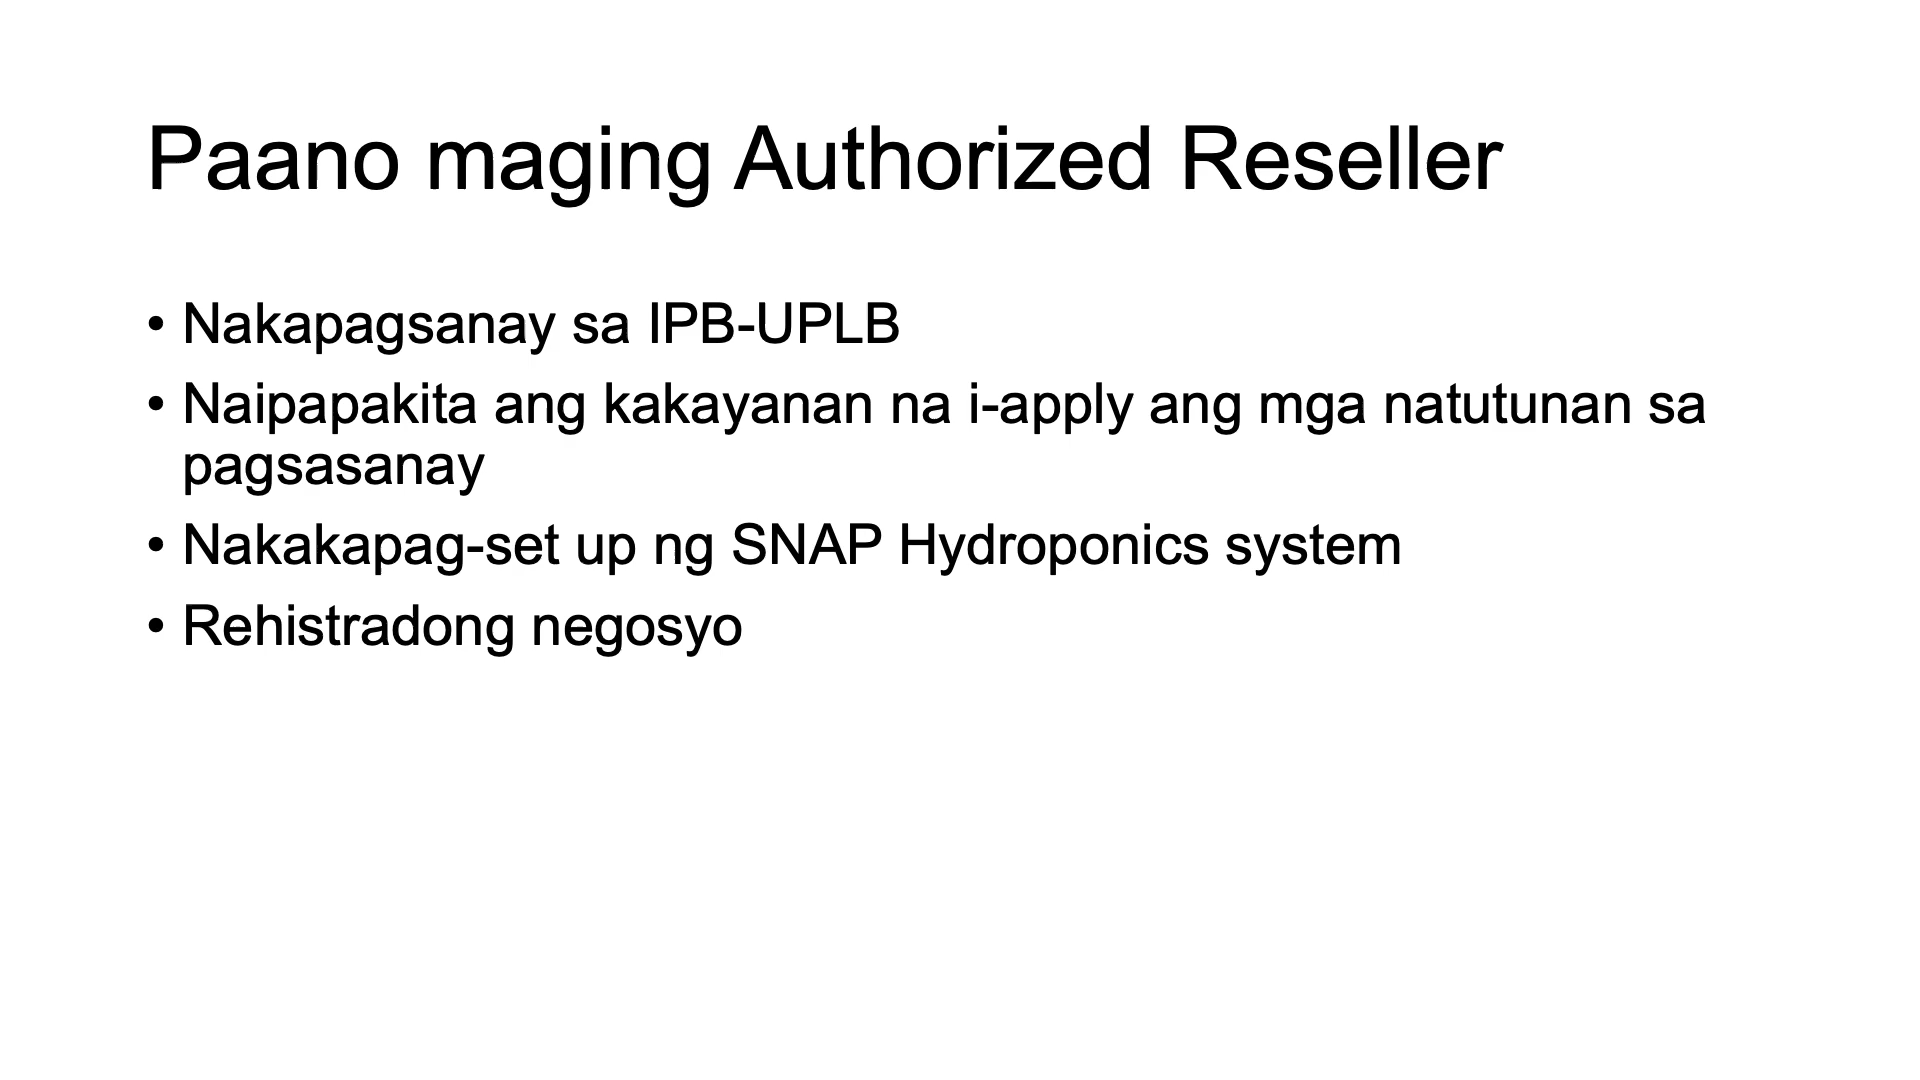 Paano maging Authorized Reseller
• Nakapagsanay sa IPB-UPLB
• Naipapakita ang kakayanan na i-apply ang mga natutunan sa
pagsasanay
• Nakakapag-set up ng SNAP Hydroponics system
• Rehistradong negosyo